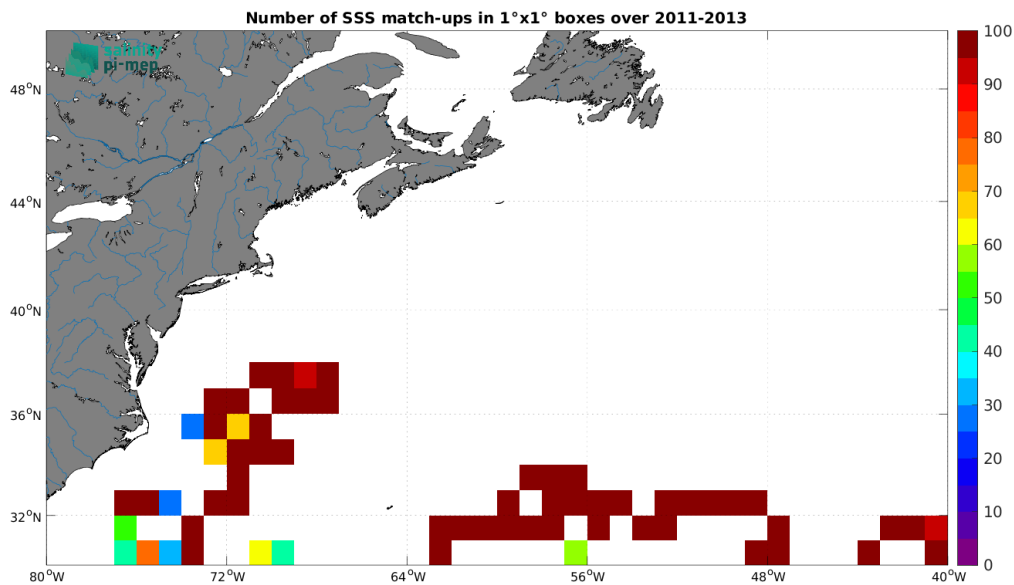 Number of SSS match-ups in 1°x1° boxes over 2011-2013
salinity
pi-mep
48°N
44°N
40°N
36°N
32°N
80°W 72°W 64°W 56°W 48°W 40°W
100
90
80
70
60
50
40
30
20
10
0